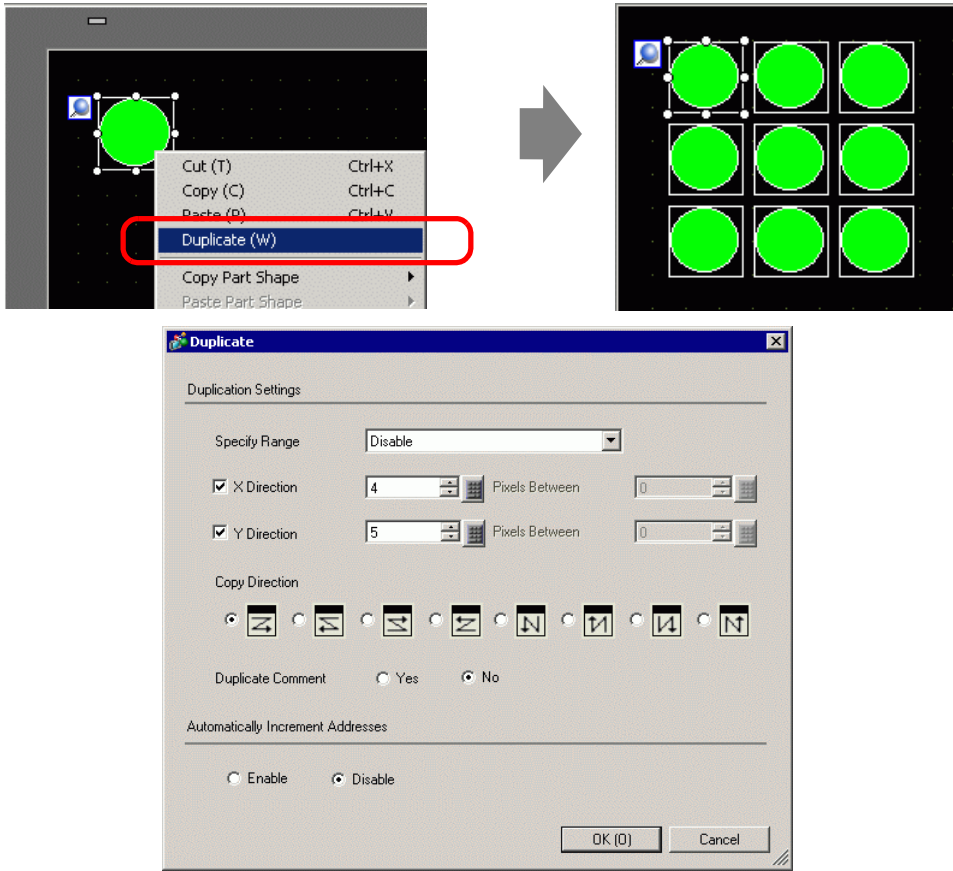 Cut (T) Ctrl+X
Copy (C) Ctrl+C
Paste (P) Ctrl+V
Duplicate (W)
Copy Part Shape
Paste Part Shape
Duplicate
Duplication Settings
Specify Range Disable
X Direction 4 Pixels Between 0
Y Direction 5 Pixels Between 0
Copy Direction
Duplicate Comment Yes No
Automatically Increment Addresses
Enable Disable
OK (O) Cancel